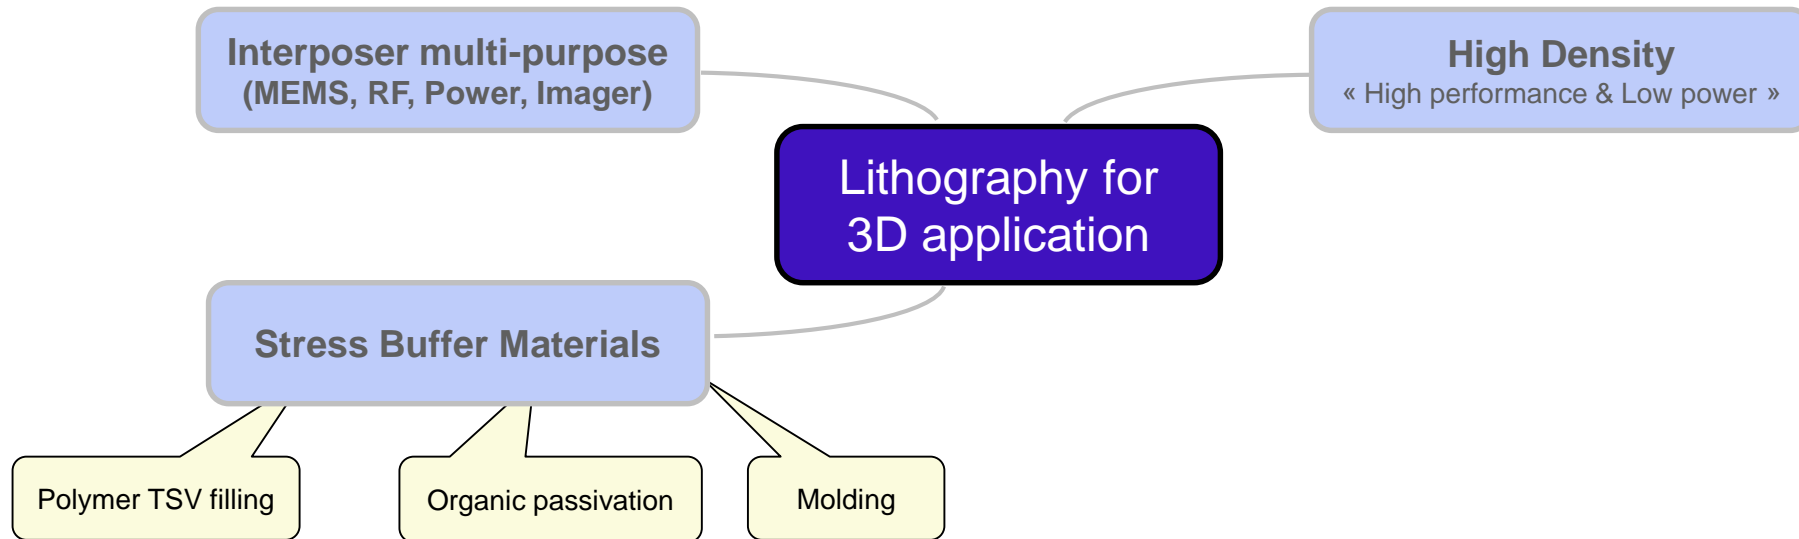 Interposer multi-purpose
(MEMS, RF, Power, Imager)
High Density
« High performance & Low power »
Lithography for
3D application
Stress Buffer Materials
Polymer TSV filling
Organic passivation
Molding